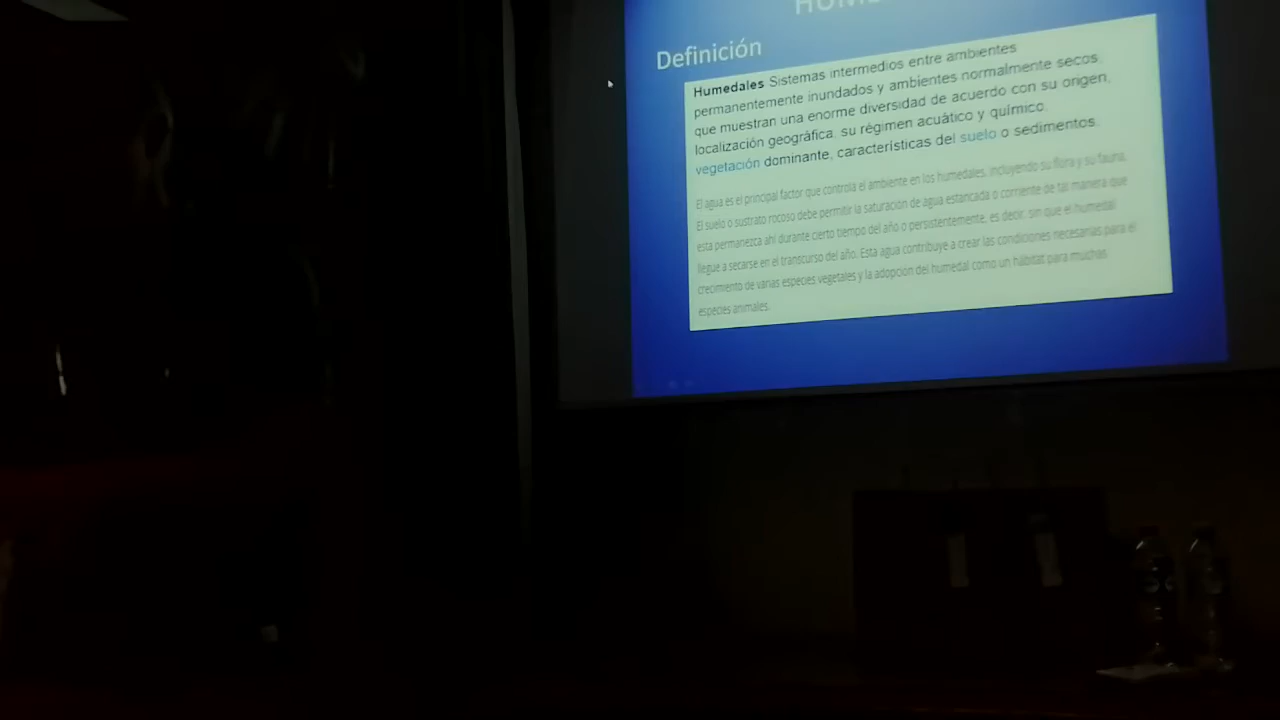 Definición
Humedales Sistemas intermedios entre ambientes
permanentemente inundados y ambientes normalmente secos,
que muestran una enorme diversidad de acuerdo con su origen,
localización geográfica, su régimen acuático y químico,
vegetación dominante, características del suelo o sedimentos.
El agua es el principal factor que controla el ambiente en los humedales, incluyendo su flora y su fauna.
El suelo o sustrato rocoso debe permitir la saturación de agua estancada o corriente de tal manera que
esta permanezca ahí durante cierto tiempo del año o persistentemente, es decir, sin que el humedal
llegue a secarse en el transcurso del año. Esta agua contribuye a crear las condiciones necesarias para el
crecimiento de varias especies vegetales y la adopción del humedal como un hábitat para muchas
especies animales.